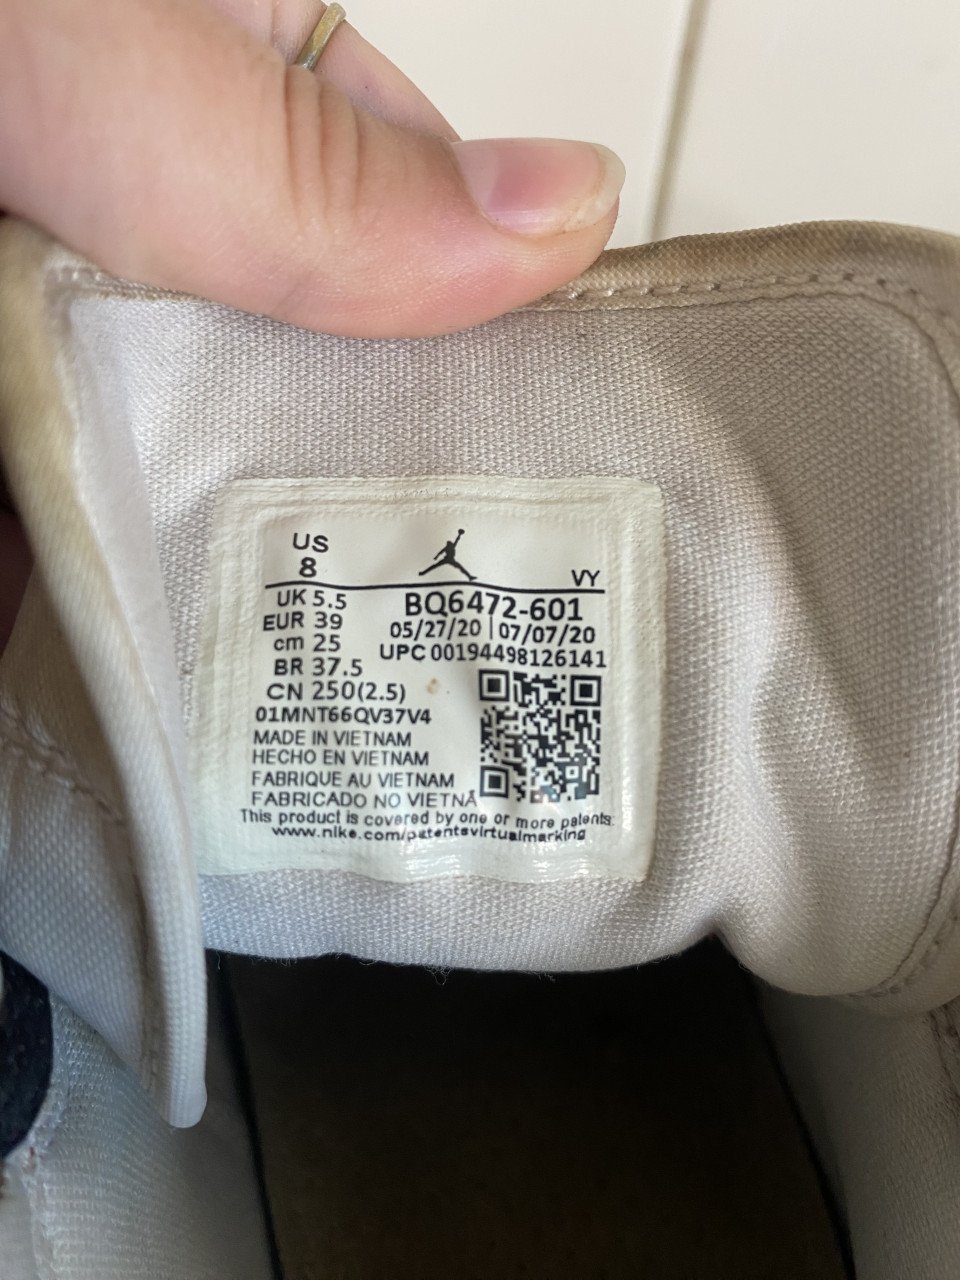 US
8
VY
UK 5.5
EUR 39
cm 25
BR 37.5
CN 250(2.5)
BQ6472-601
05/27/20 | 07/07/20
UPC 00194498126141
01MNT66QV37V4
MADE IN VIETNAM
HECHO EN VIETNAM
FABRIQUE AU VIETNAM
FABRICADO NO VIETNÃ
This product is covered by one or more patents.
www.nike.com/patentsvirtualmarking